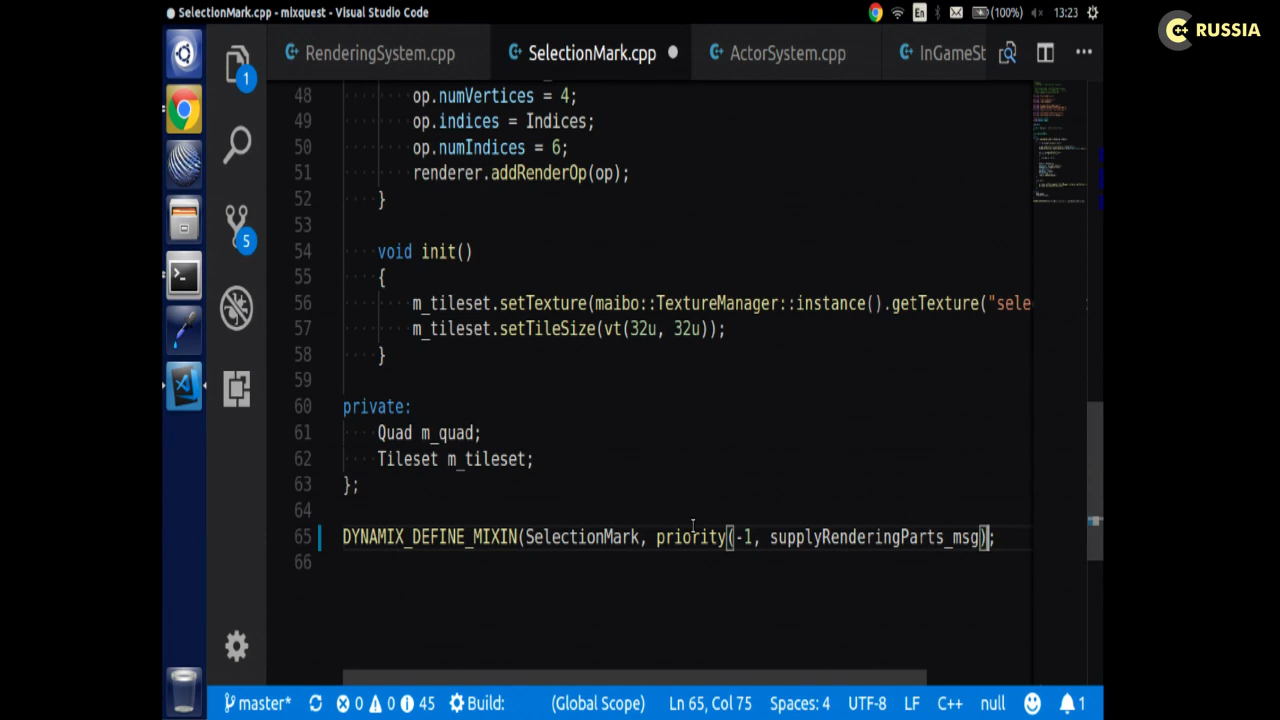 SelectionMark.cpp - mixquest - Visual Studio Code
En
(100%)
13:23
C++ RUSSIA
1
RenderingSystem.cpp
SelectionMark.cpp
ActorSystem.cpp
InGameSt
48 op.numVertices = 4;
49 op.indices = Indices;
50 op.numIndices = 6;
51 renderer.addRenderOp(op);
52 }
53
54 void init()
55 {
56 m_tileset.setTexture(maibo::TextureManager::instance().getTexture("sele
57 m_tileset.setTileSize(vt(32u, 32u));
58 }
59
60 private:
61 Quad m_quad;
62 Tileset m_tileset;
63 };
64
65 DYNAMIX_DEFINE_MIXIN(SelectionMark, priority(-1, supplyRenderingParts_msg);
66
5
master* 0 0 45 Build: (Global Scope) Ln 65, Col 75 Spaces: 4 UTF-8 LF C++ null 1